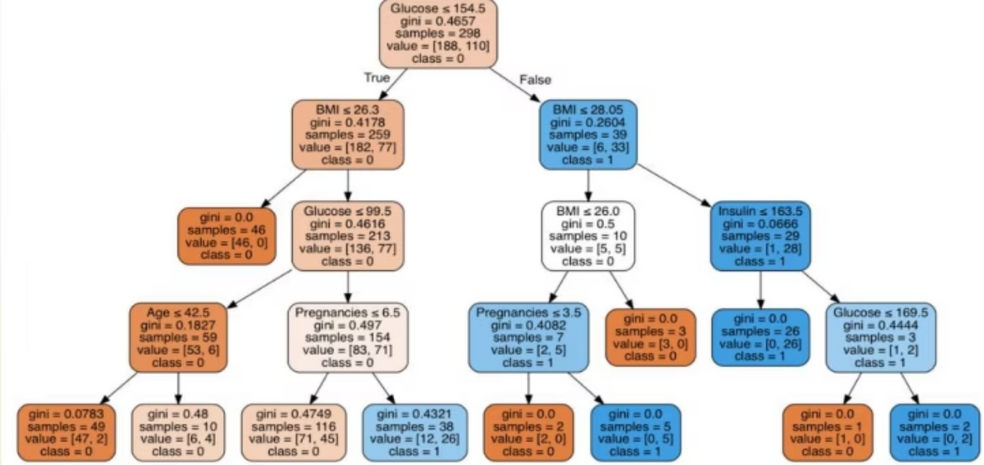 Glucose ≤ 154.5
gini = 0.4657
samples = 298
value = [188, 110]
class = 0
True
False
BMI ≤ 26.3
gini = 0.4178
samples = 259
value = [182, 77]
class = 0
BMI ≤ 28.05
gini = 0.2604
samples = 39
value = [6, 33]
class = 1
gini = 0.0
samples = 46
value = [46, 0]
class = 0
Glucose ≤ 99.5
gini = 0.4616
samples = 213
value = [136, 77]
class = 0
BMI ≤ 26.0
gini = 0.5
samples = 10
value = [5, 5]
class = 0
Insulin ≤ 163.5
gini = 0.0666
samples = 29
value = [1, 28]
class = 1
Age ≤ 42.5
gini = 0.1827
samples = 59
value = [53, 6]
class = 0
Pregnancies ≤ 6.5
gini = 0.497
samples = 154
value = [83, 71]
class = 0
Pregnancies ≤ 3.5
gini = 0.4082
samples = 7
value = [2, 5]
class = 1
gini = 0.0
samples = 3
value = [3, 0]
class = 0
gini = 0.0
samples = 26
value = [0, 26]
class = 1
Glucose ≤ 169.5
gini = 0.4444
samples = 3
value = [1, 2]
class = 1
gini = 0.0783
samples = 49
value = [47, 2]
class = 0
gini = 0.48
samples = 10
value = [6, 4]
class = 0
gini = 0.4749
samples = 116
value = [71, 45]
class = 0
gini = 0.4321
samples = 38
value = [12, 26]
class = 1
gini = 0.0
samples = 2
value = [2, 0]
class = 0
gini = 0.0
samples = 5
value = [0, 5]
class = 1
gini = 0.0
samples = 1
value = [1, 0]
class = 0
gini = 0.0
samples = 2
value = [0, 2]
class = 1